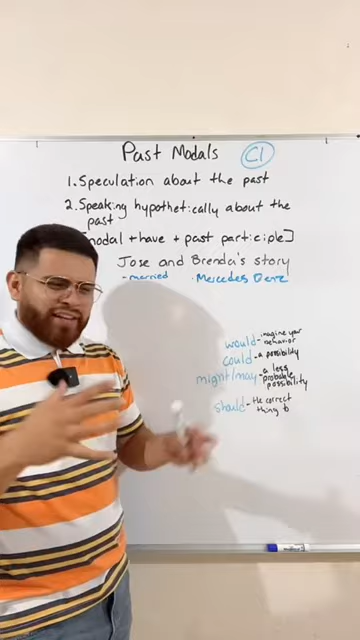 Past Modals C1
1. Speculation about the past
2. Speaking hypothetically about the
past
[modal + have + past participle]
Jose and Brenda's story
- married · Mercedes Benz
would - imagine your
behavior
could - a possibility
might/may - a less
probable
possibility
should - the correct
thing to